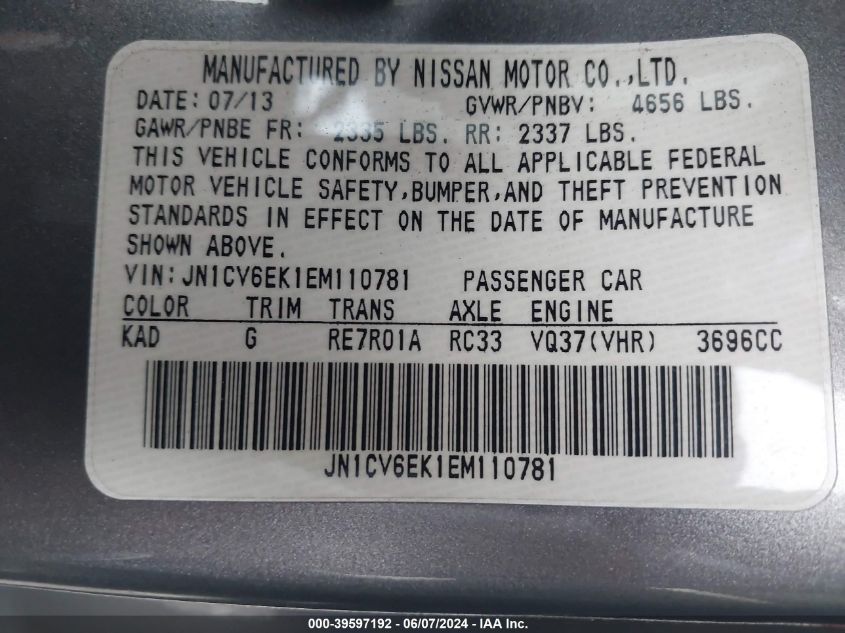 MANUFACTURED BY NISSAN MOTOR CO.,LTD.
DATE: 07/13 GVWR/PNBV: 4656 LBS.
GAWR/PNBE FR: 2335 LBS. RR: 2337 LBS.
THIS VEHICLE CONFORMS TO ALL APPLICABLE FEDERAL
MOTOR VEHICLE SAFETY,BUMPER,AND THEFT PREVENTION
STANDARDS IN EFFECT ON THE DATE OF MANUFACTURE
SHOWN ABOVE.
VIN:JN1CV6EK1EM110781 PASSENGER CAR
COLOR TRIM TRANS AXLE ENGINE
KAD G RE7R01A RC33 VQ37(VHR) 3696CC
JN1CV6EK1EM110781
000-39597192 - 06/07/2024 - IAA Inc.